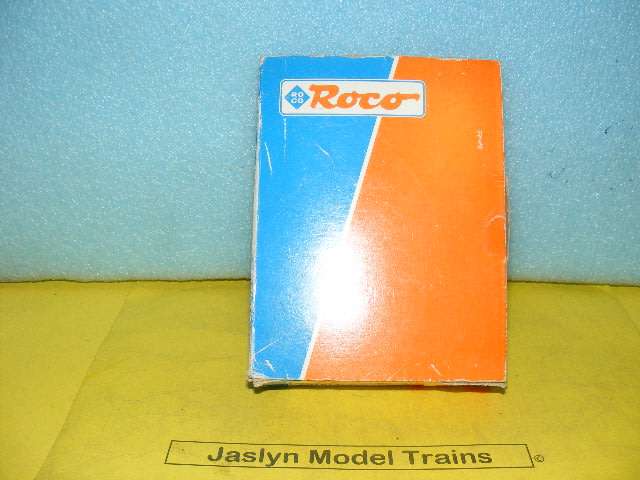 RO
CO
Roco
Jaslyn Model Trains ©